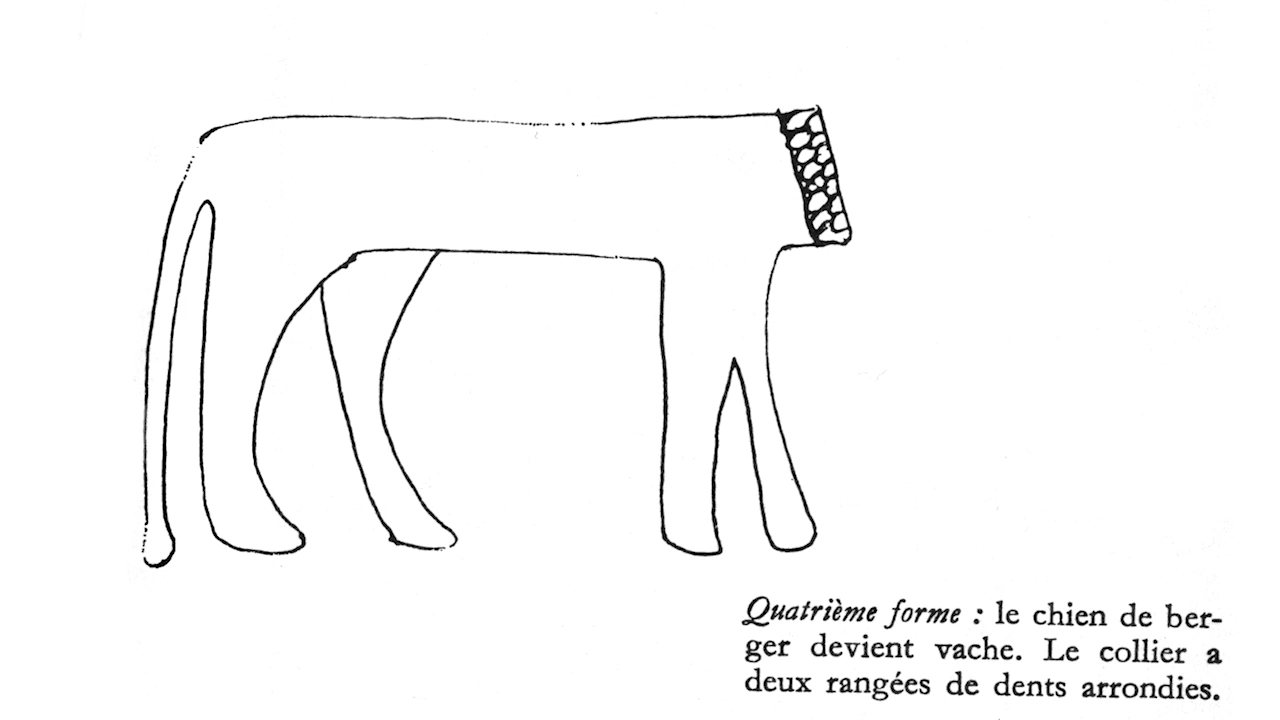 Quatrième forme : le chien de ber-
ger devient vache. Le collier a
deux rangées de dents arrondies.